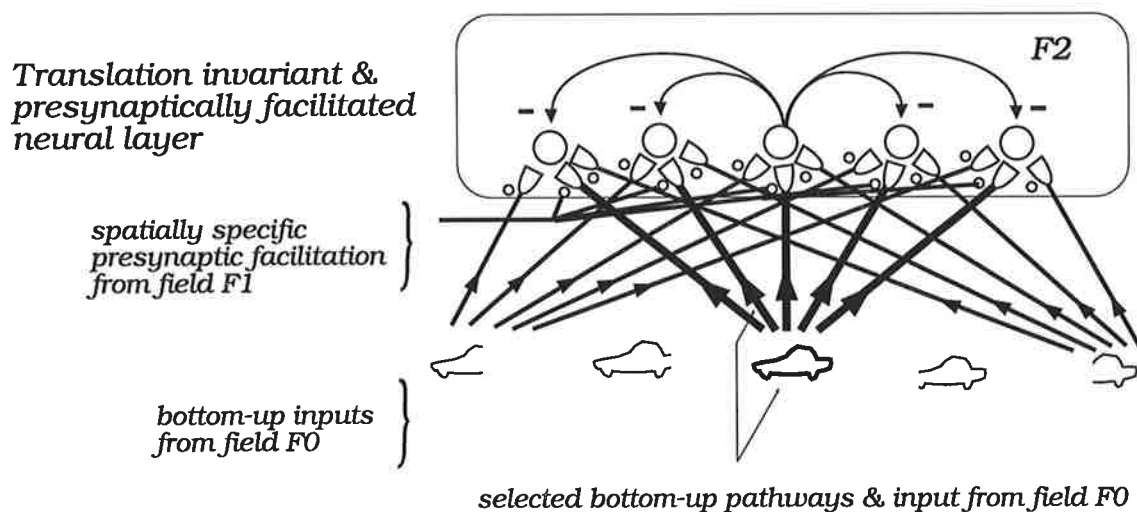 F2
Translation invariant &
presynaptically facilitated
neural layer
- - - -
spatially specific
presynaptic facilitation
from field F1
bottom-up inputs
from field F0
selected bottom-up pathways & input from field F0